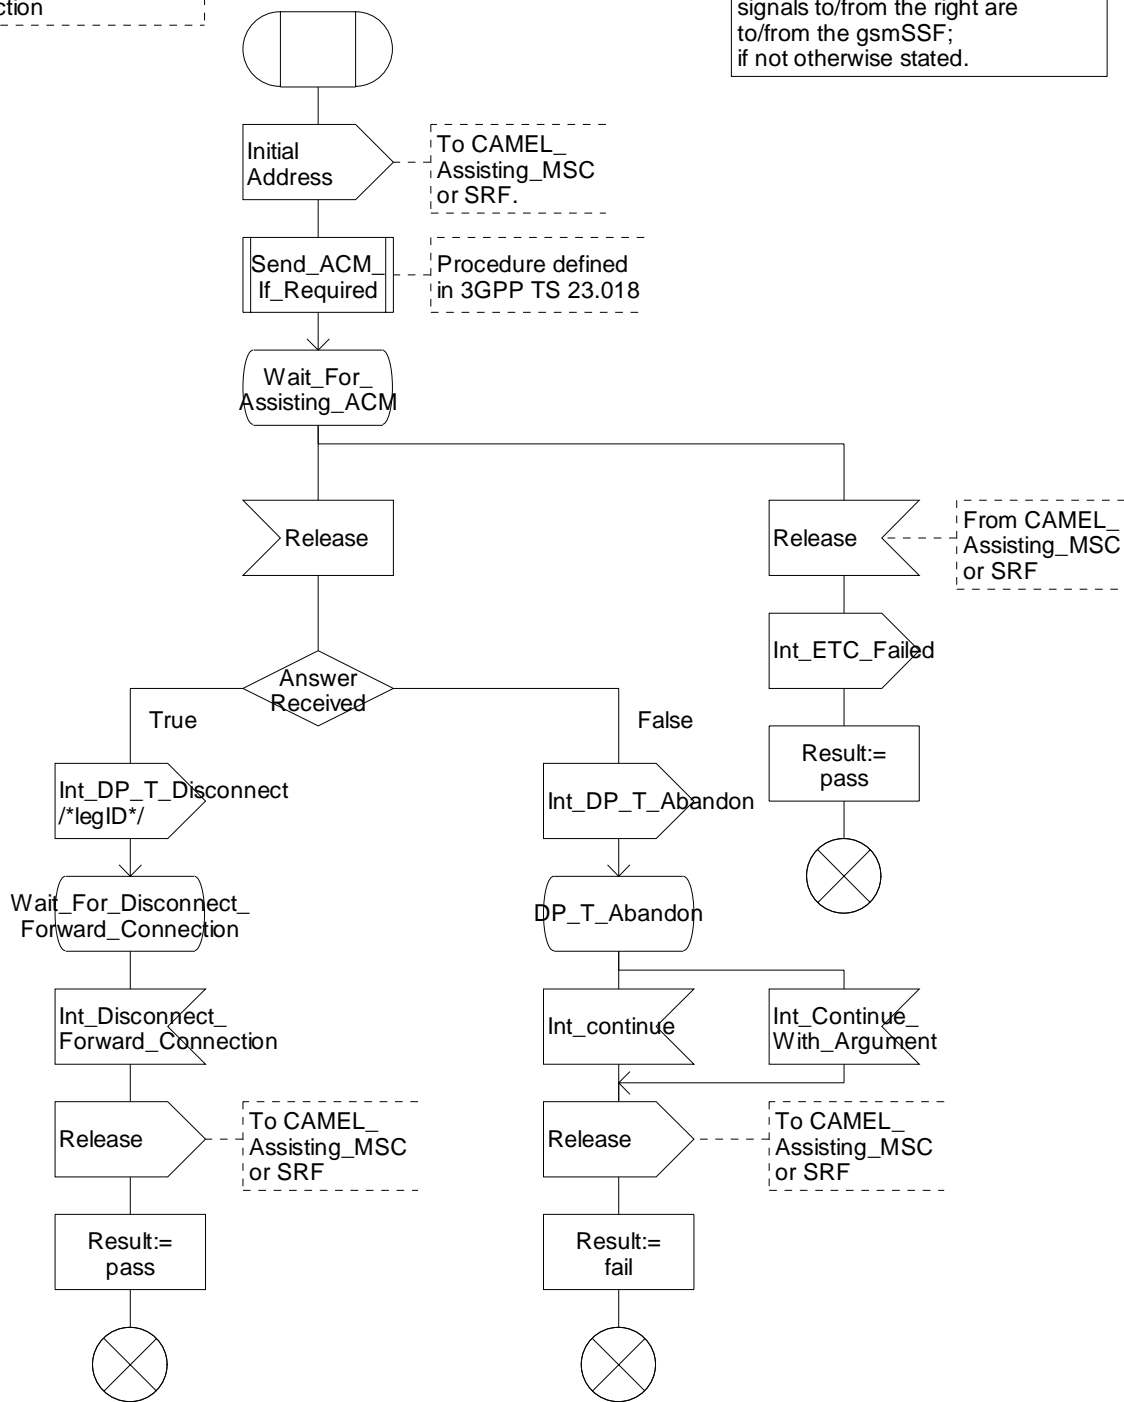 ction
signals to/from the right are
to/from the gsmSSF;
if not otherwise stated.
Initial
Address
To CAMEL_
Assisting_MSC
or SRF.
Send_ACM_
If_Required
Procedure defined
in 3GPP TS 23.018
Wait_For_
Assisting_ACM
Release
Release
From CAMEL_
Assisting_MSC
or SRF
Int_ETC_Failed
Answer
Received
True
False
Result:=
pass
Int_DP_T_Disconnect
/*legID*/
Int_DP_T_Abandon
Wait_For_Disconnect_
Forward_Connection
DP_T_Abandon
Int_Disconnect_
Forward_Connection
Int_continue
Int_Continue_
With_Argument
Release
To CAMEL_
Assisting_MSC
or SRF
Release
To CAMEL_
Assisting_MSC
or SRF
Result:=
pass
Result:=
fail